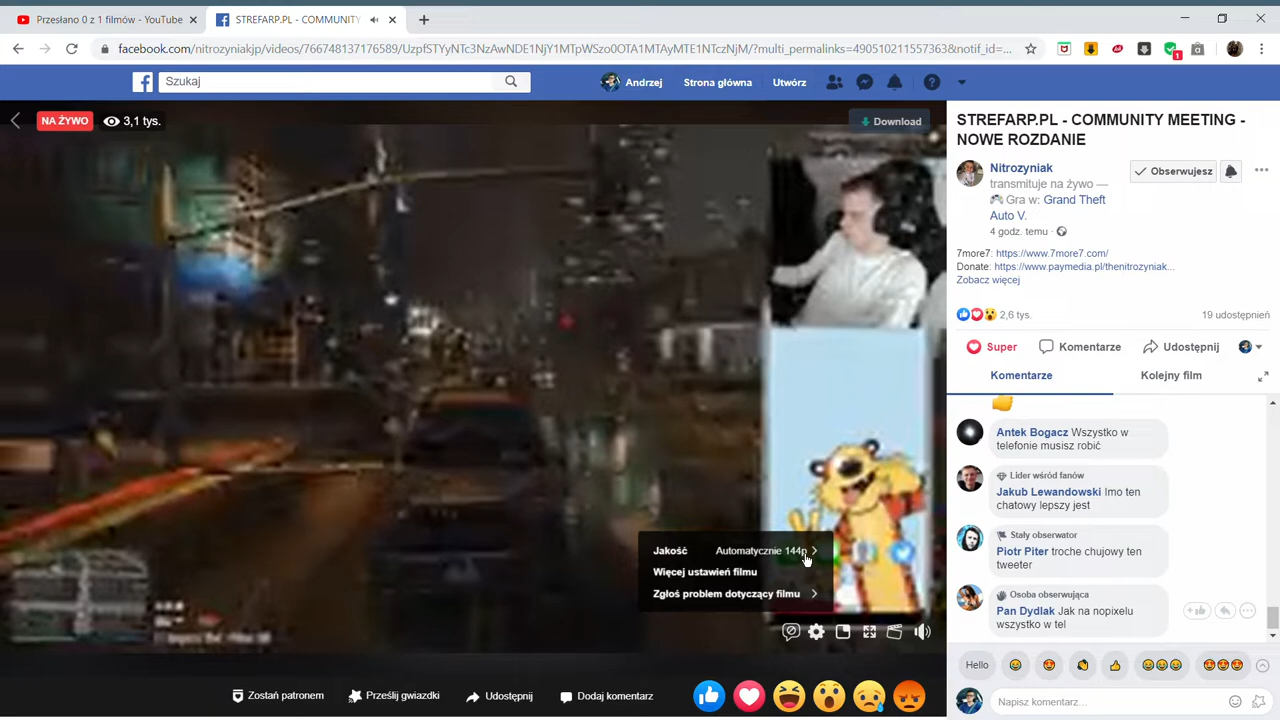 Przesłano 0 z 1 filmów - YouTube
STREFARP.PL - COMMUNITY
facebook.com/nitrozyniakjp/videos/766748137176589/UzpfSTYyNTc3NzAwNDE1NjY1MTpWSzo0OTA1MTAyMTE1NTczNjM/?multi_permalinks=490510211557363&notif_id=...
1
Szukaj
Andrzej
Strona główna
Utwórz
NA ŻYWO
3,1 tys.
Download
Jakość
Automatycznie 144p
Więcej ustawień filmu
Zgłoś problem dotyczący filmu
Zostań patronem
Prześlij gwiazdki
Udostępnij
Dodaj komentarz
STREFARP.PL - COMMUNITY MEETING -
NOWE ROZDANIE
Nitrozyniak
transmituje na żywo —
Gra w: Grand Theft
Auto V.
4 godz. temu
Obserwujesz
7more7: https://www.7more7.com/
Donate: https://www.paymedia.pl/thenitrozyniak...
Zobacz więcej
2,6 tys.
19 udostępnień
Super
Komentarze
Udostępnij
Komentarze
Kolejny film
Antek Bogacz Wszystko w
telefonie musisz robić
Lider wśród fanów
Jakub Lewandowski Imo ten
chatowy lepszy jest
Stały obserwator
Piotr Piter troche chujowy ten
tweeter
Osoba obserwująca
Pan Dydlak Jak na nopixelu
wszystko w tel
Hello
Napisz komentarz...